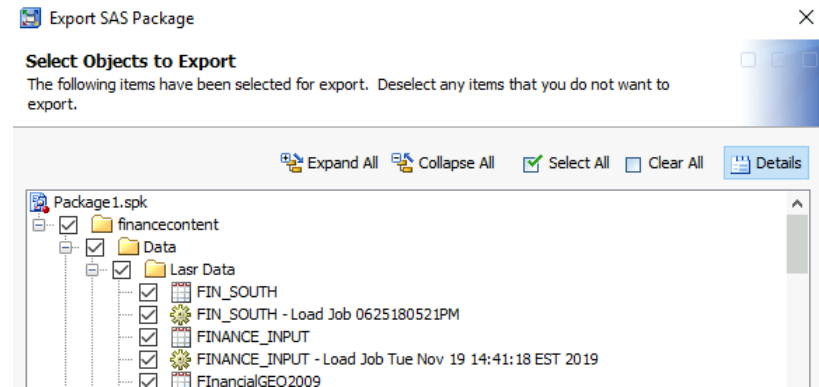 Export SAS Package
Select Objects to Export
The following items have been selected for export. Deselect any items that you do not want to
export.
Expand All Collapse All Select All Clear All Details
Package1.spk
financecontent
Data
Lasr Data
FIN_SOUTH
FIN_SOUTH - Load Job 0625180521PM
FINANCE_INPUT
FINANCE_INPUT - Load Job Tue Nov 19 14:41:18 EST 2019
FInancialGEO2009